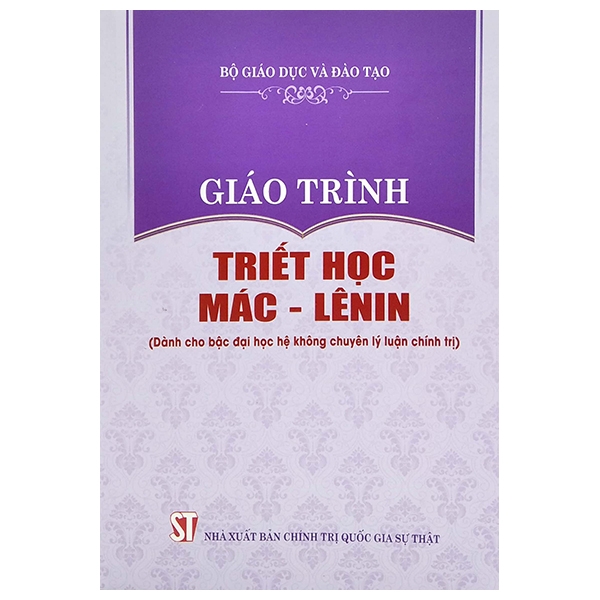 BỘ GIÁO DỤC VÀ ĐÀO TẠO
GIÁO TRÌNH
TRIẾT HỌC
MÁC - LÊNIN
(Dành cho bậc đại học hệ không chuyên lý luận chính trị)
ST
NHÀ XUẤT BẢN CHÍNH TRỊ QUỐC GIA SỰ THẬT